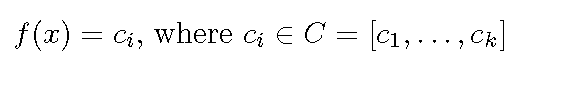 f(x) = c_i, where c_i ∈ C = [c_1, . . . , c_k]